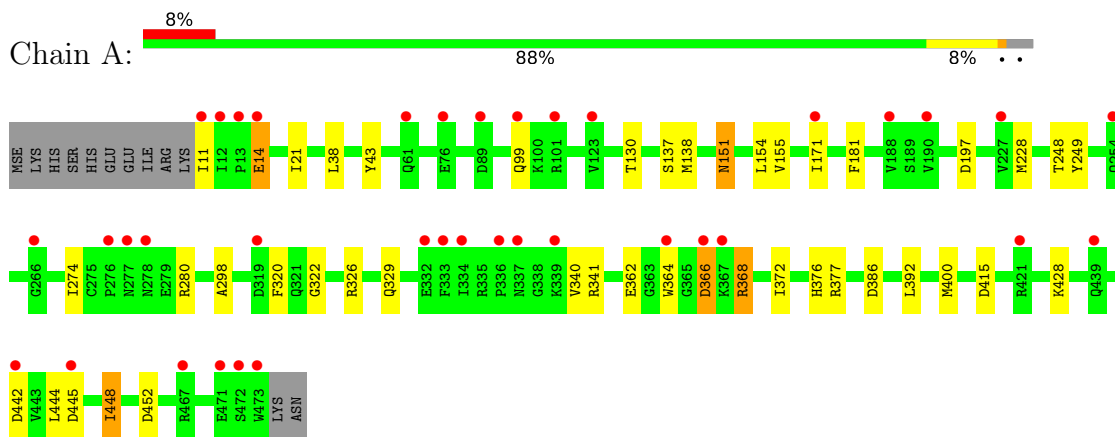 8%
Chain A:
88% 8% • •
MSE LYS HIS SER HIS GLU GLU ILE ARG LYS I11 I12 P13 E14 I21 L38 Y43 Q61 E76 D89 Q99 K100 R101 V123 T130 S137 M138 N151 L154 V155 I171 F181 V188 S189 V190 D197 V227 M228 T248 Y249
G266 I274 C275 P276 N277 N278 E279 R280 A298 D319 F320 Q321 G322 R326 Q329 E332 F333 I334 R335 P336 N337 G338 K339 V340 R341 E362 G363 W364 G365 D366 K367 R368 I372 H376 R377 D386 L392 M400 D415 R421 K428 Q439
D442 V443 L444 D445 I448 D452 R467 E471 S472 W473 LYS ASN